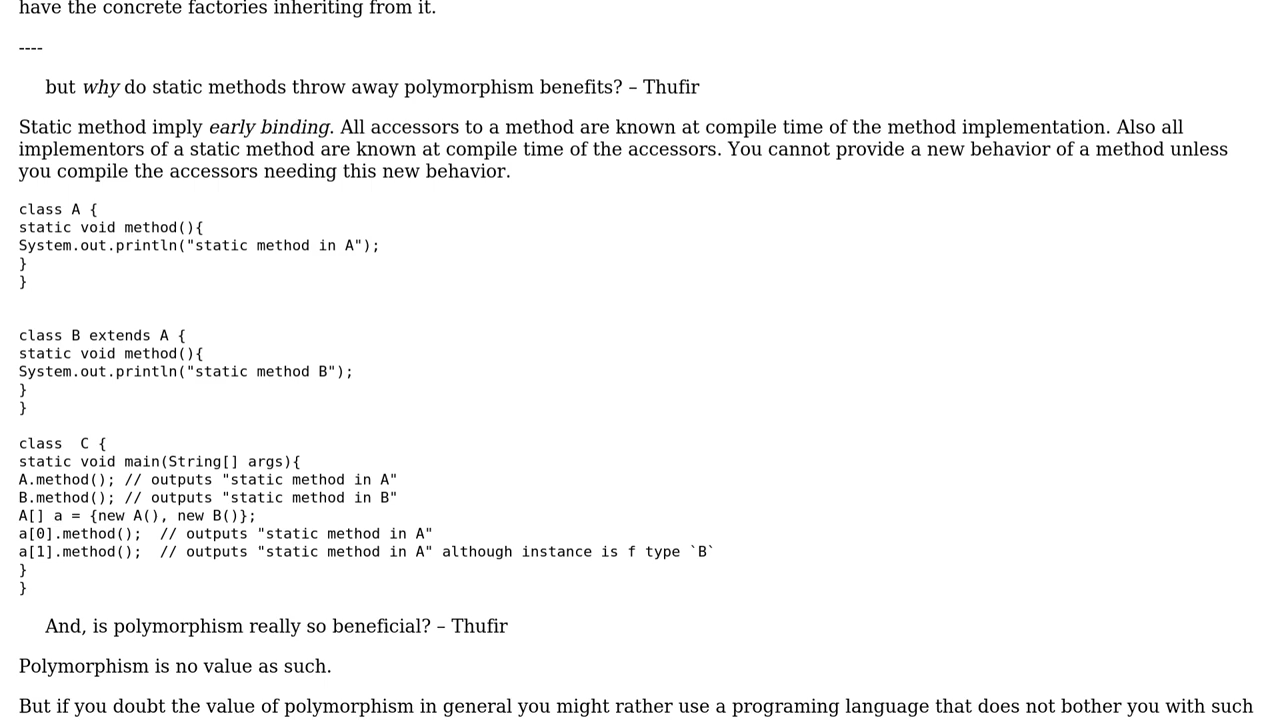 have the concrete factories inheriting from it.
----
but why do static methods throw away polymorphism benefits? – Thufir
Static method imply early binding. All accessors to a method are known at compile time of the method implementation. Also all
implementors of a static method are known at compile time of the accessors. You cannot provide a new behavior of a method unless
you compile the accessors needing this new behavior.
class A {
static void method(){
System.out.println("static method in A");
}
}
class B extends A {
static void method(){
System.out.println("static method B");
}
}
class  C {
static void main(String[] args){
A.method(); // outputs "static method in A"
B.method(); // outputs "static method in B"
A[] a = {new A(), new B()};
a[0].method();  // outputs "static method in A"
a[1].method();  // outputs "static method in A" although instance is f type `B`
}
}
And, is polymorphism really so beneficial? – Thufir
Polymorphism is no value as such.
But if you doubt the value of polymorphism in general you might rather use a programing language that does not bother you with such